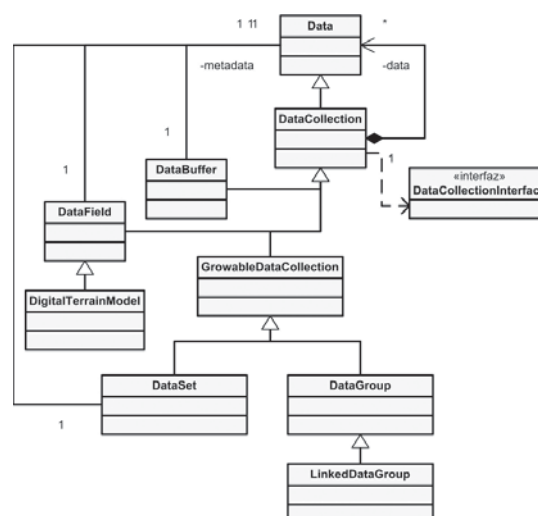 1 11
Data
*
-metadata
-data
DataCollection
1
1
«interfaz»
DataCollectionInterfac
DataBuffer
1
DataField
GrowableDataCollection
DigitalTerrainModel
DataSet
DataGroup
1
LinkedDataGroup